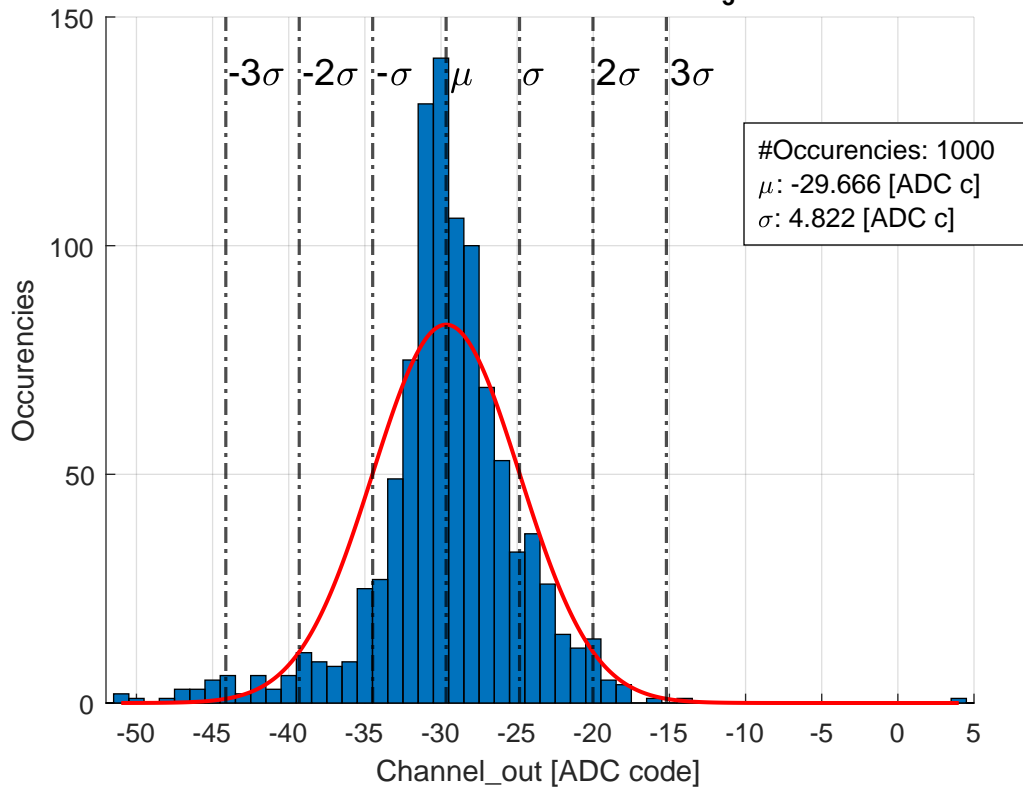 150
100
50
0
Occurencies
-3σ
-2σ
-σ
μ
σ
2σ
3σ
#Occurencies: 1000
μ: -29.666 [ADC c]
σ: 4.822 [ADC c]
-50
-45
-40
-35
-30
-25
-20
-15
-10
-5
0
5
Channel_out [ADC code]